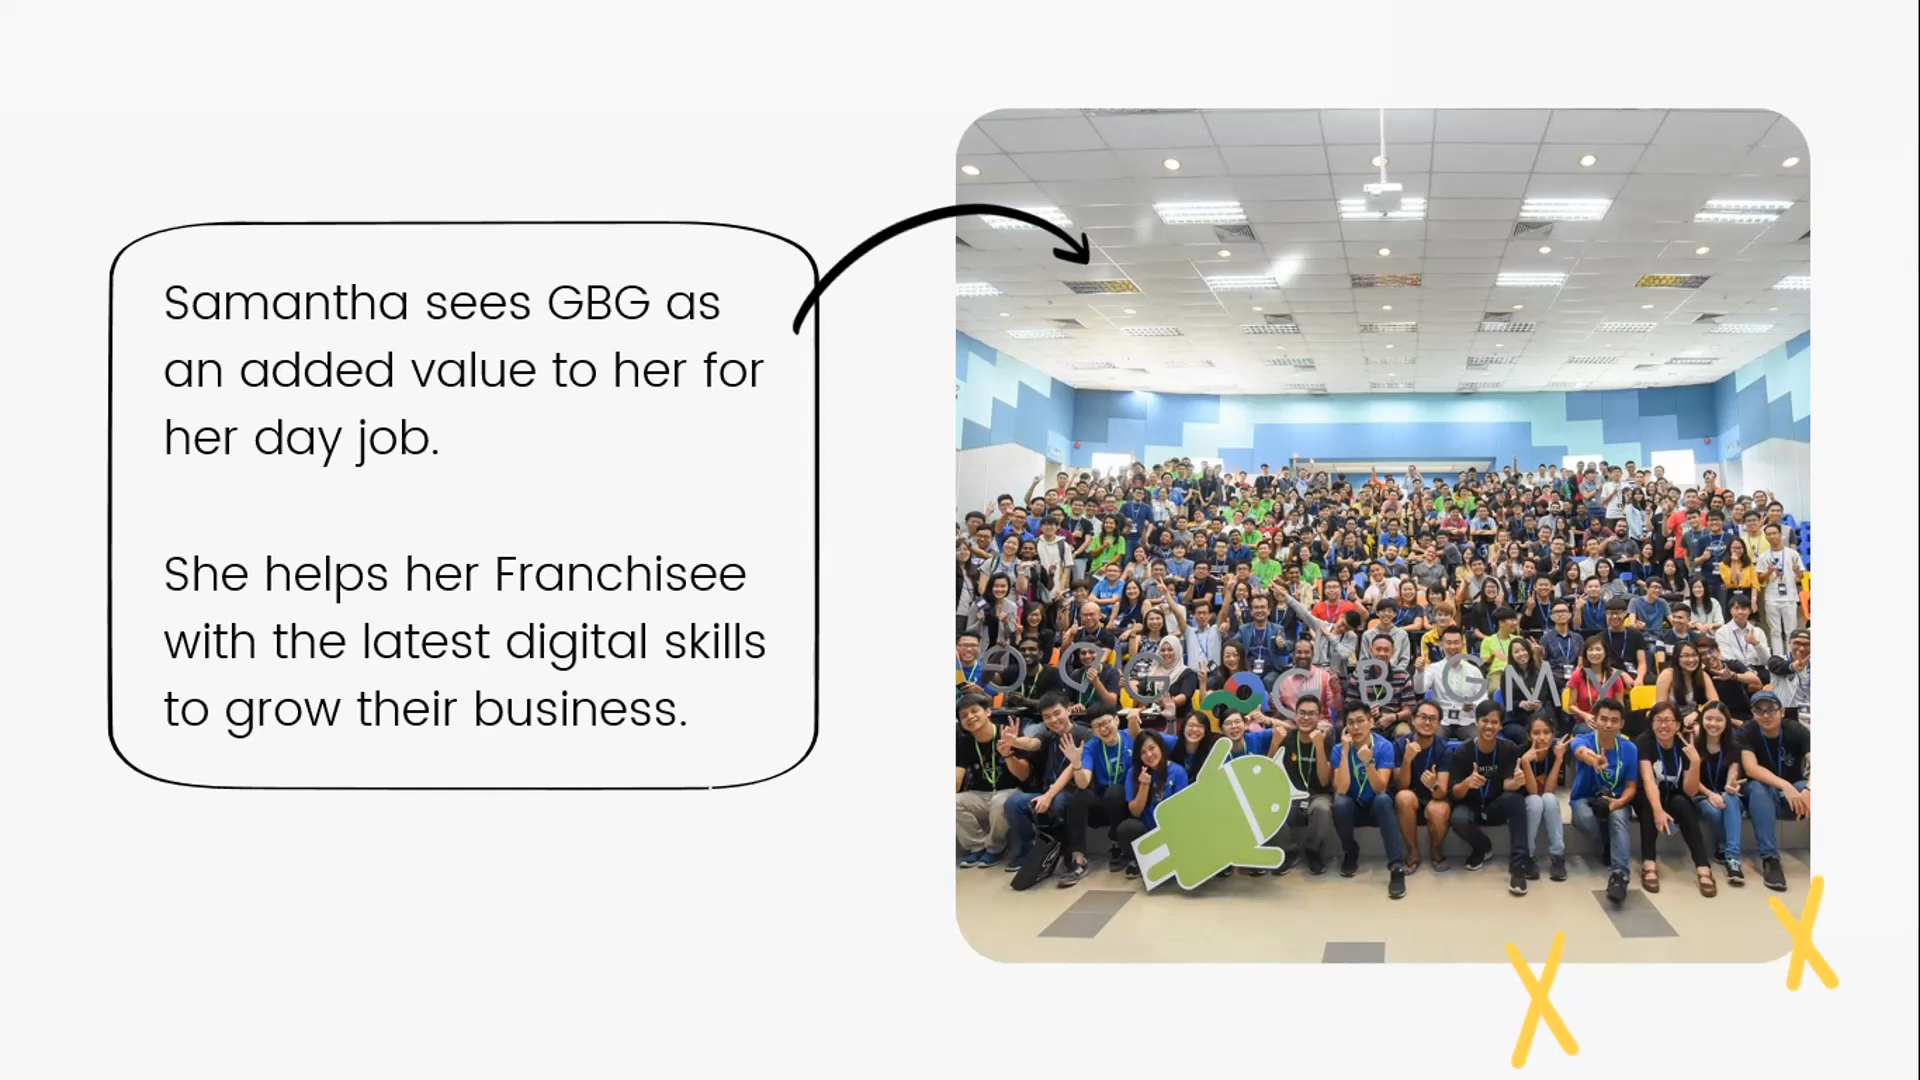 Samantha sees GBG as
an added value to her for
her day job.
She helps her Franchisee
with the latest digital skills
to grow their business.